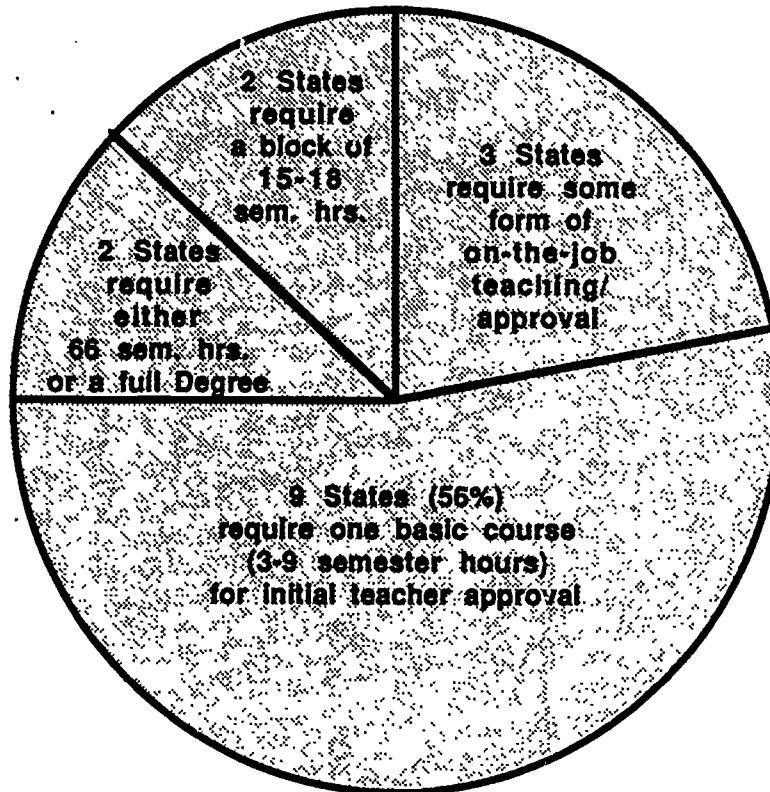 2 States
require
a block of
15-18
sem. hrs.
3 States
require some
form of
on-the-job
teaching/
approval
2 States
require
either
66 sem. hrs.
or a full Degree
9 States (56%)
require one basic course
(3-9 semester hours)
for initial teacher approval